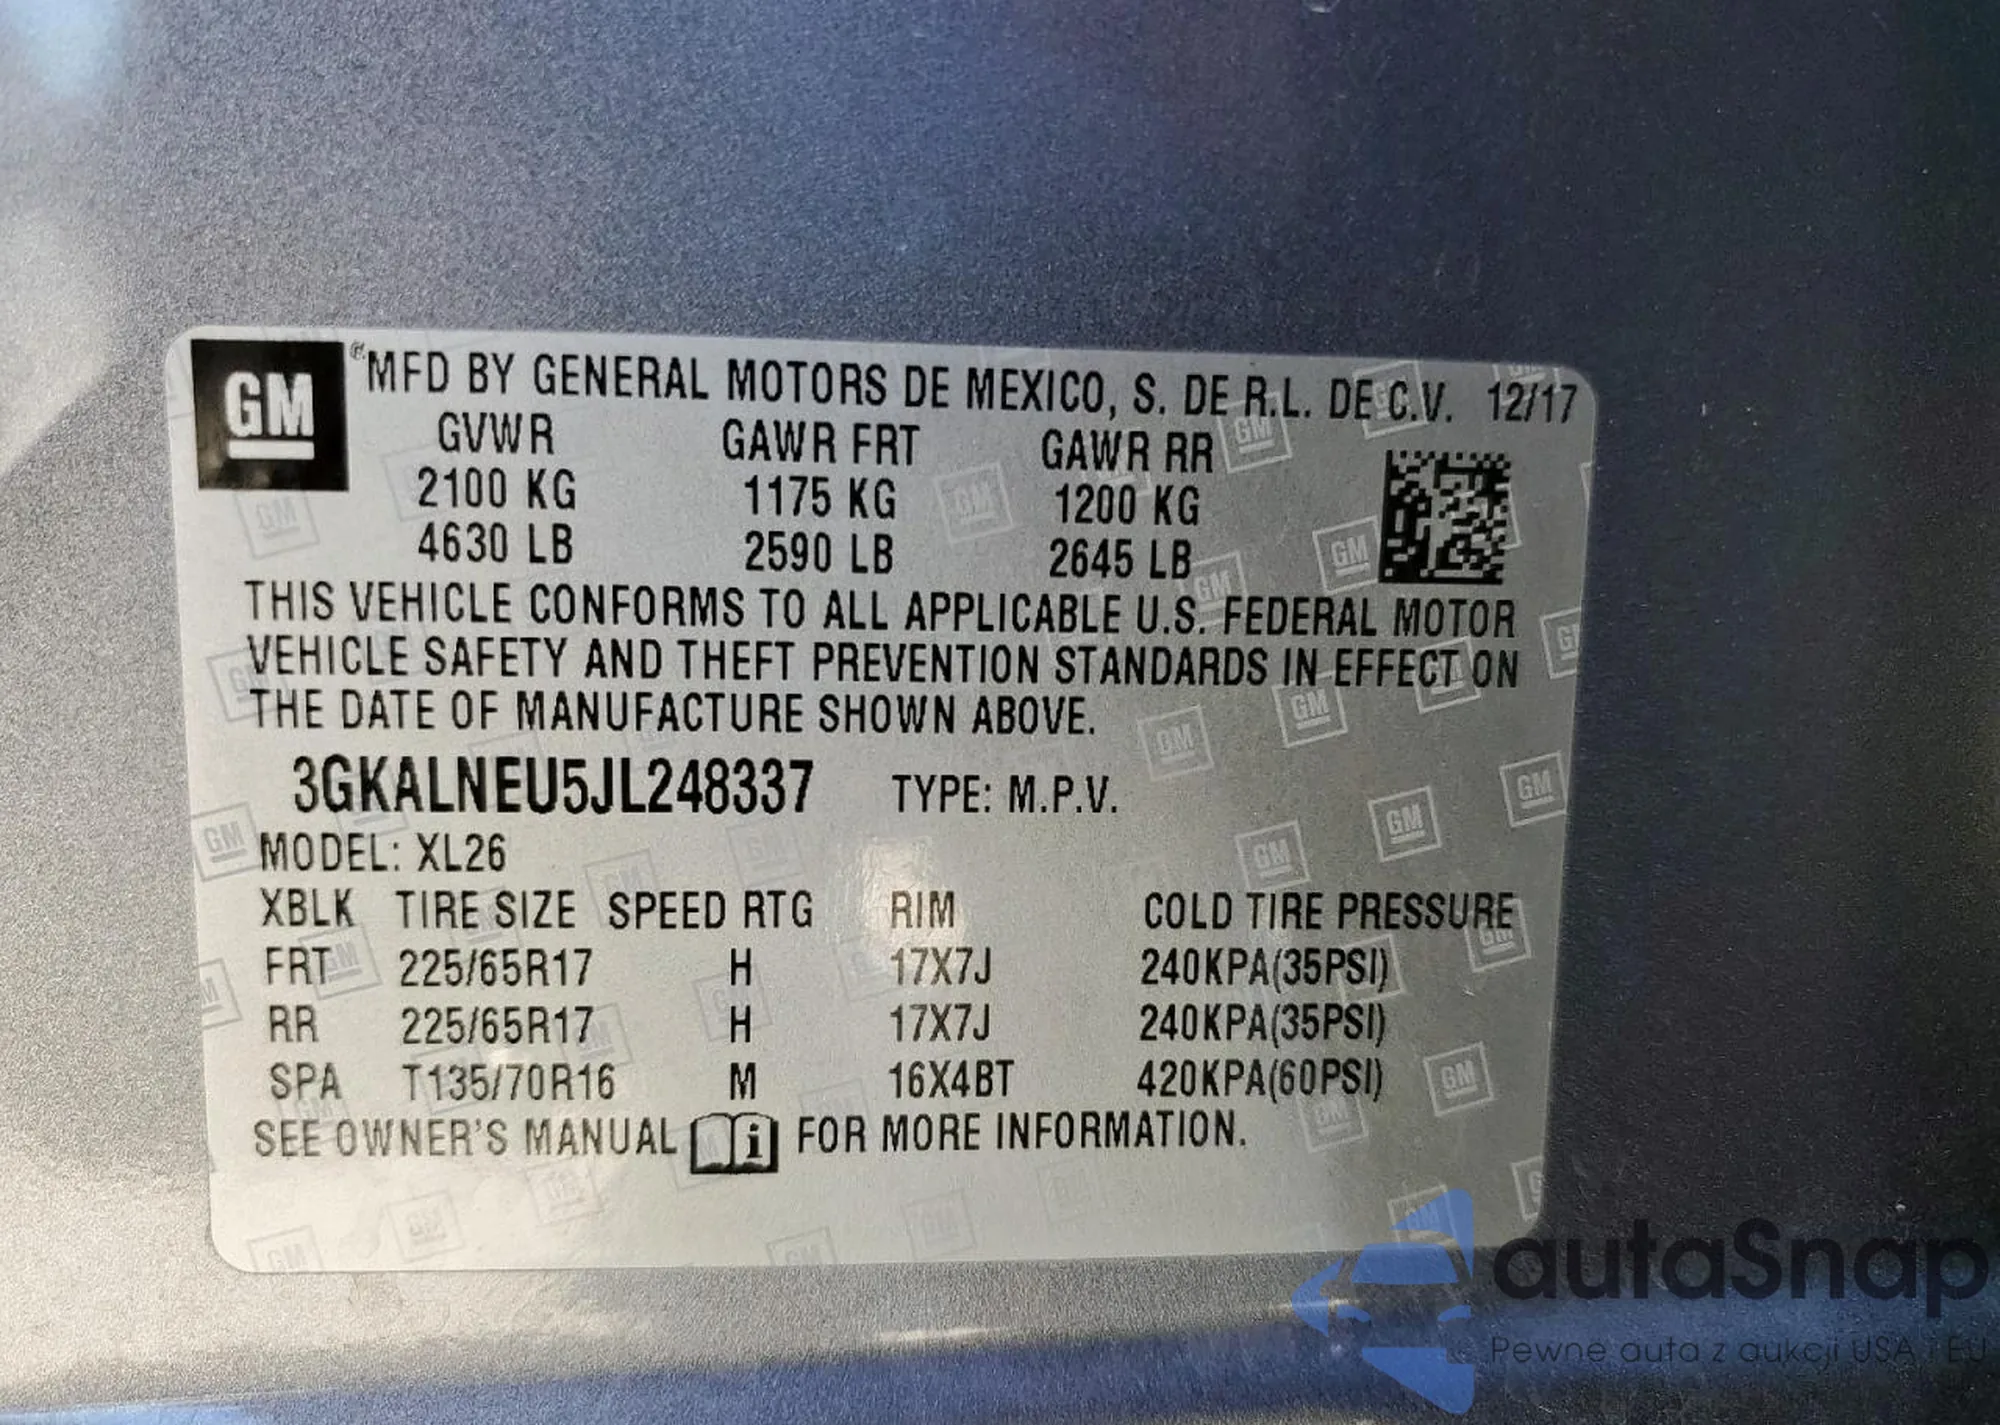 GM
® MFD BY GENERAL MOTORS DE MEXICO, S. DE R.L. DE C.V. 12/17
GVWR GAWR FRT GAWR RR
2100 KG 1175 KG 1200 KG
4630 LB 2590 LB 2645 LB
THIS VEHICLE CONFORMS TO ALL APPLICABLE U.S. FEDERAL MOTOR
VEHICLE SAFETY AND THEFT PREVENTION STANDARDS IN EFFECT ON
THE DATE OF MANUFACTURE SHOWN ABOVE.
3GKALNEU5JL248337 TYPE: M.P.V.
MODEL: XL26
XBLK TIRE SIZE SPEED RTG RIM COLD TIRE PRESSURE
FRT 225/65R17 H 17X7J 240KPA(35PSI)
RR 225/65R17 H 17X7J 240KPA(35PSI)
SPA T135/70R16 M 16X4BT 420KPA(60PSI)
SEE OWNER'S MANUAL i FOR MORE INFORMATION.
autaSnap
Pewne auta z aukcji USA i EU